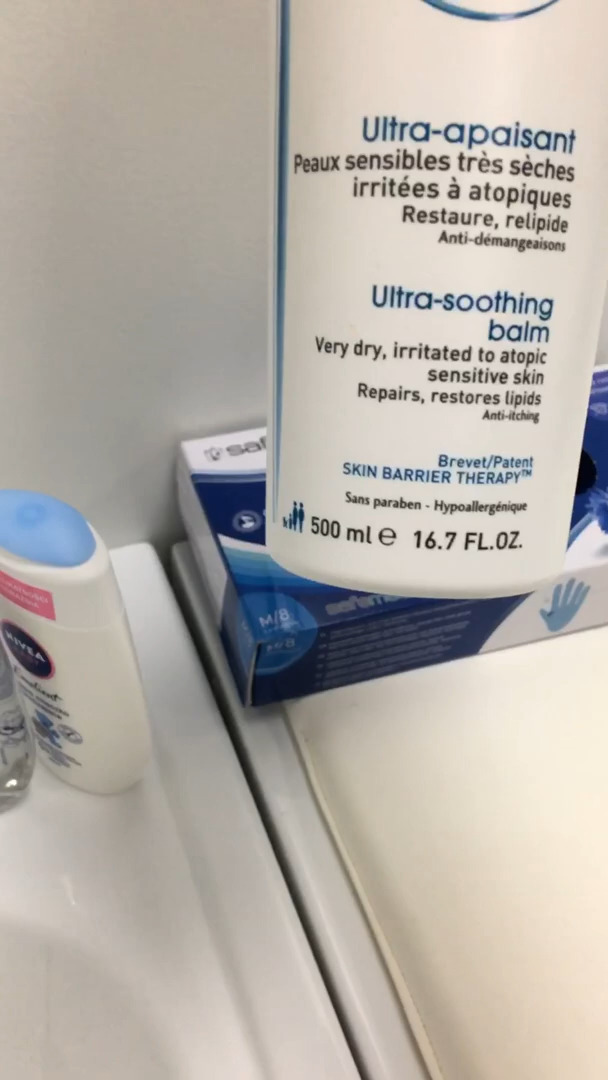 Ultra-apaisant
Peaux sensibles très sèches
irritées à atopiques
Restaure, relipide
Anti-démangeaisons
Ultra-soothing
balm
Very dry, irritated to atopic
sensitive skin
Repairs, restores lipids
Anti-itching
Brevet/Patent
SKIN BARRIER THERAPY™
Sans paraben - Hypoallergénique
500 ml e 16.7 FL.OZ.
M/8
NIVEA